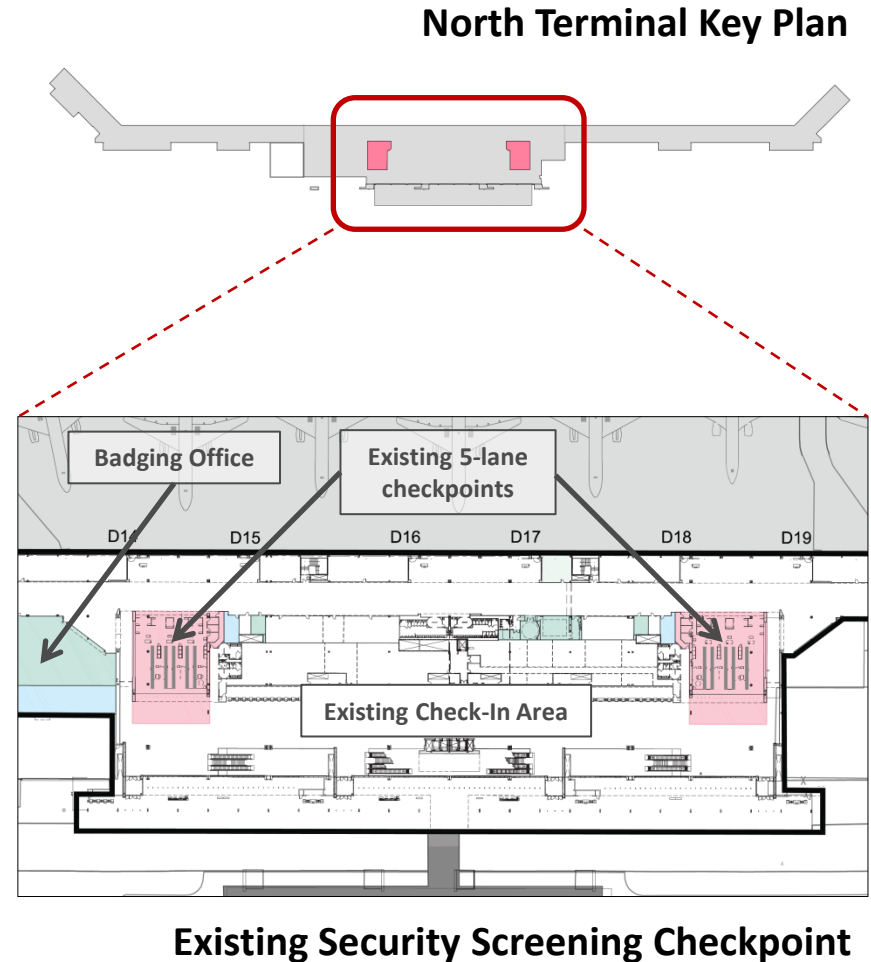 North Terminal Key Plan
Badging Office
Existing 5-lane
checkpoints
D14
D15
D16
D17
D18
D19
Existing Check-In Area
X
Existing Security Screening Checkpoint